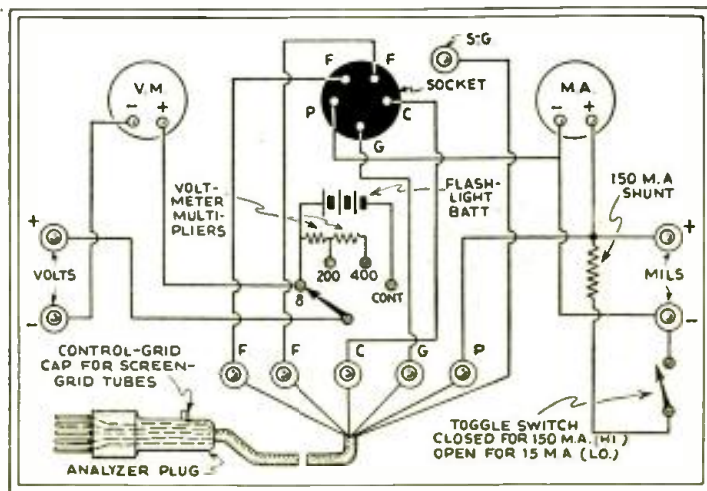 S-G
F F
SOCKET
V.M.
- +
P C
G
M.A.
- +
VOLT-
METER
MULTI-
PLIERS
FLASH-
LIGHT
BATT
150 M.A
SHUNT
+
VOLTS
-
200 400
8
CONT
+
MILS
-
CONTROL-GRID
CAP FOR SCREEN-
GRID TUBES
F F C G P
ANALYZER PLUG
TOGGLE SWITCH
CLOSED FOR 150 M.A. (HI.)
OPEN FOR 15 M A (LO.)